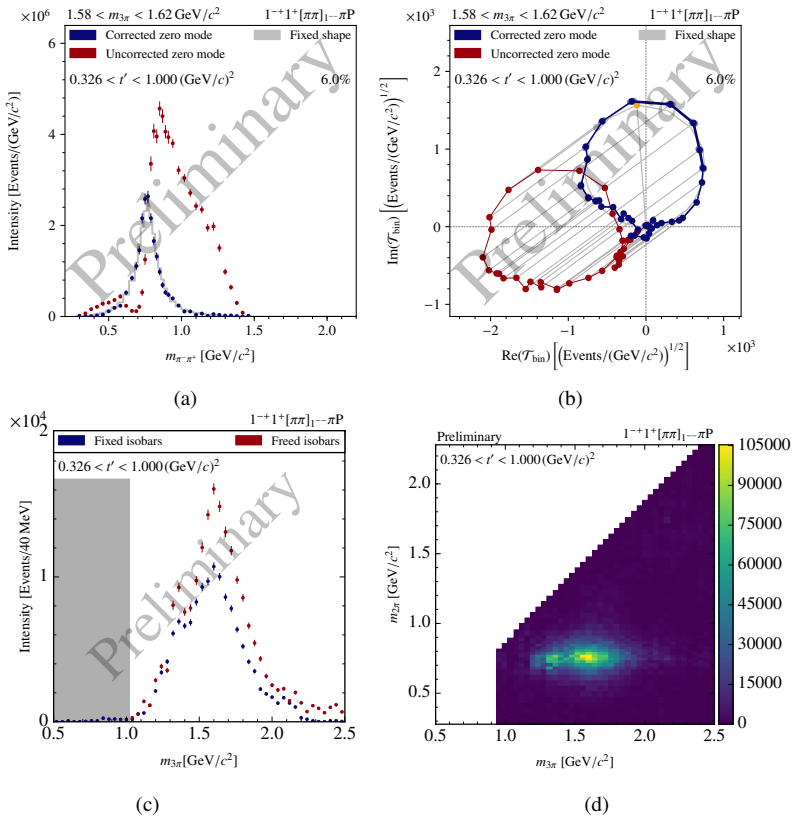 1.58 < m3π < 1.62 GeV/c² 1⁻⁺1⁺[ππ]1⁻⁻πP
×10⁶
Corrected zero mode Fixed shape
Uncorrected zero mode
0.326 < t′ < 1.000 (GeV/c)² 6.0%
Preliminary
Intensity [Events/(GeV/c²)]
6
4
2
0
0.5 1.0 1.5 2.0
mπ⁻π⁺ [GeV/c²]
(a)
×10³ 1.58 < m3π < 1.62 GeV/c² 1⁻⁺1⁺[ππ]1⁻⁻πP
Corrected zero mode Fixed shape
Uncorrected zero mode
0.326 < t′ < 1.000 (GeV/c)² 6.0%
Preliminary
Im(𝒯bin) [(Events/(GeV/c²))^1/2]
2
1
0
−1
−2 −1 0 1
×10³
Re(𝒯bin) [(Events/(GeV/c²))^1/2]
(b)
×10⁴ 1⁻⁺1⁺[ππ]1⁻⁻πP
Fixed isobars Freed isobars
0.326 < t′ < 1.000 (GeV/c)²
Preliminary
Intensity [Events/40 MeV]
2
1
0
0.5 1.0 1.5 2.0 2.5
m3π[GeV/c²]
(c)
Preliminary 1⁻⁺1⁺[ππ]1⁻⁻πP
0.326 < t′ < 1.000 (GeV/c)²
m2π [GeV/c²]
2.0
1.5
1.0
0.5
0.5 1.0 1.5 2.0 2.5
m3π [GeV/c²]
105000
90000
75000
60000
45000
30000
15000
0
(d)